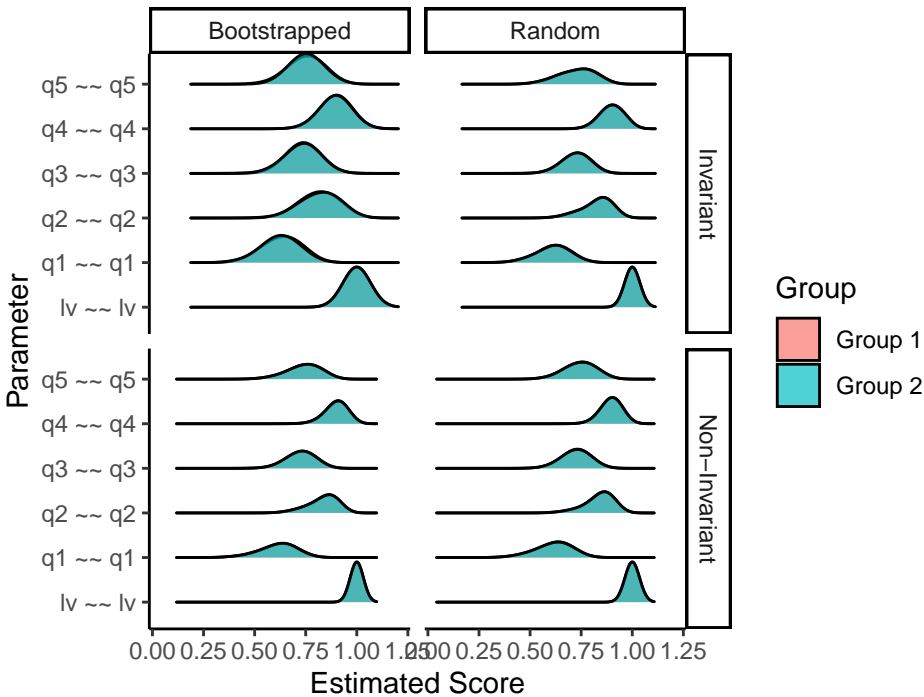 Bootstrapped Random
q5 ~~ q5
q4 ~~ q4
q3 ~~ q3
q2 ~~ q2
q1 ~~ q1
lv ~~ lv
Invariant
q5 ~~ q5
q4 ~~ q4
q3 ~~ q3
q2 ~~ q2
q1 ~~ q1
lv ~~ lv
Non−Invariant
Parameter
0.00 0.25 0.50 0.75 1.00 1.25 0.00 0.25 0.50 0.75 1.00 1.25
Estimated Score
Group
Group 1
Group 2